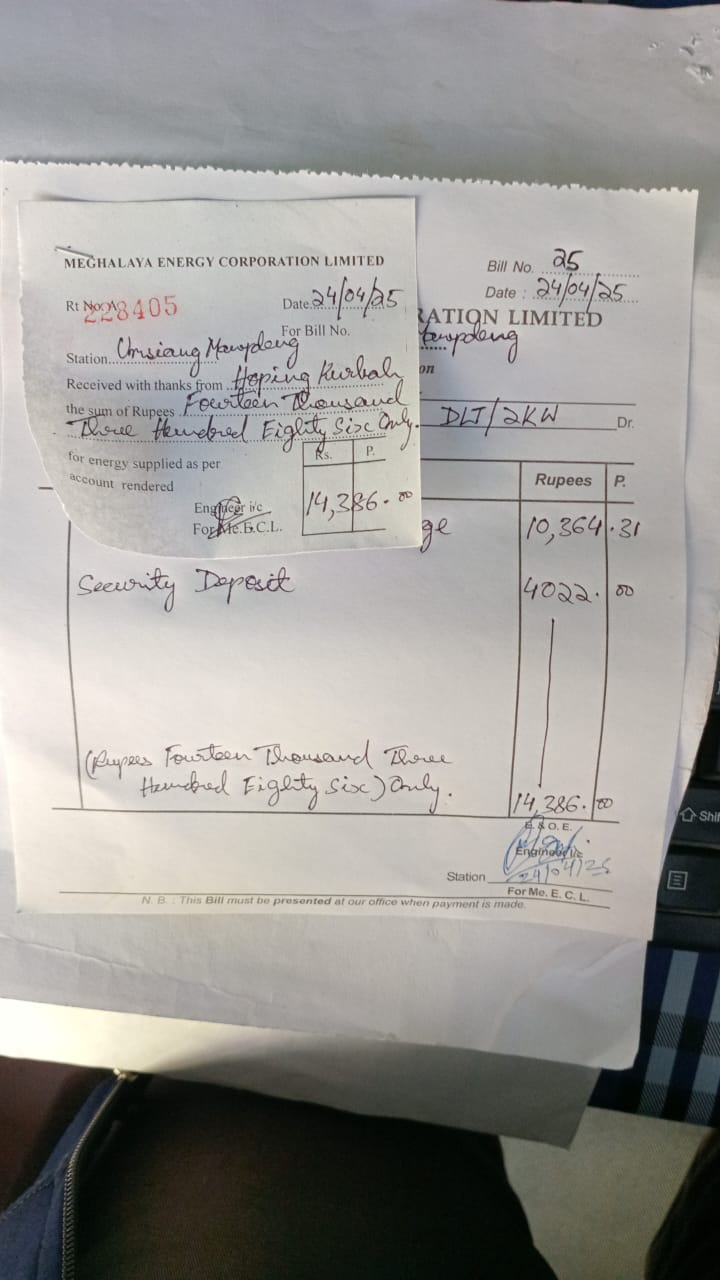 MEGHALAYA ENERGY CORPORATION LIMITED
Rt No. A 228405
Date 24/04/25
For Bill No.
Station Umsiang Mawpdeng
Received with thanks from Hoping Kurbah
the sum of Rupees Fourteen Thousand
Three Hundred Eighty Six Only.
for energy supplied as per
account rendered
Rs. P.
14,386.00
Engineer i/c
For Me.E.C.L.
Bill No. 25
Date : 24/04/25
RATION LIMITED
on
DLT/2KW Dr.
Rupees P.
ge 10,364.31
Security Deposit 4022.00
(Rupees Fourteen Thousand Three
Hundred Eighty Six) Only.
14,386.00
E. & O. E.
Engineer i/c
24/04/25
Station
For Me. E. C. L.
N. B. : This Bill must be presented at our office when payment is made.